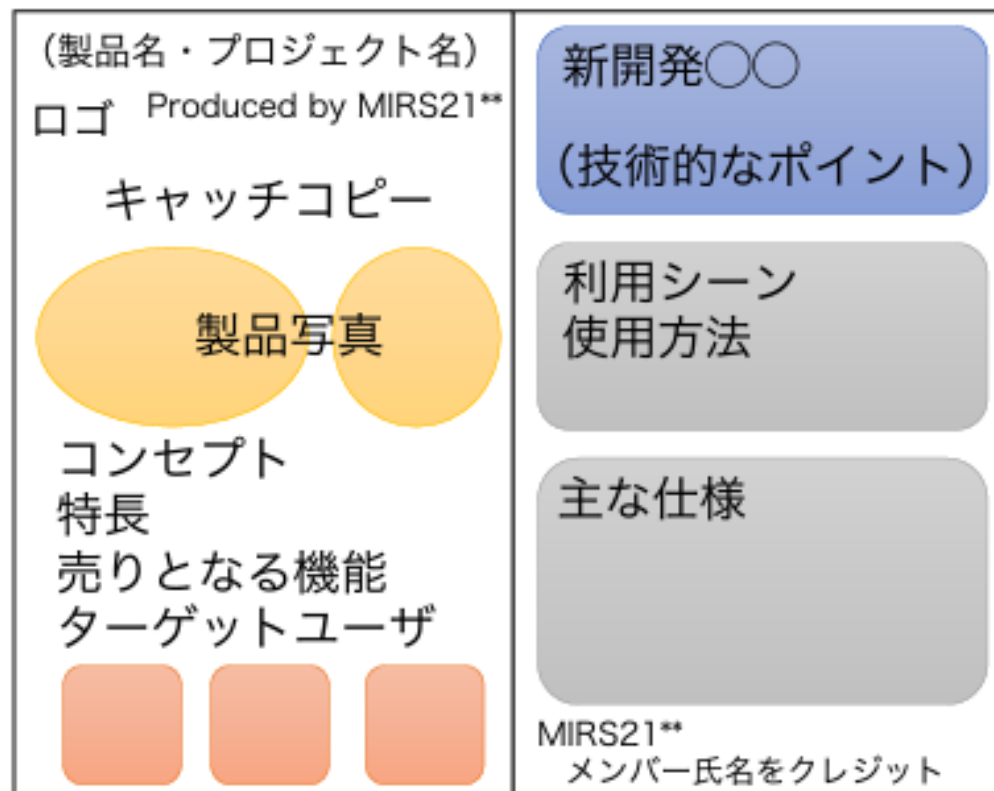 （製品名・プロジェクト名）
ロゴ Produced by MIRS21**
キャッチコピー
製品写真
コンセプト
特長
売りとなる機能
ターゲットユーザ
新開発◯◯
（技術的なポイント）
利用シーン
使用方法
主な仕様
MIRS21**
メンバー氏名をクレジット